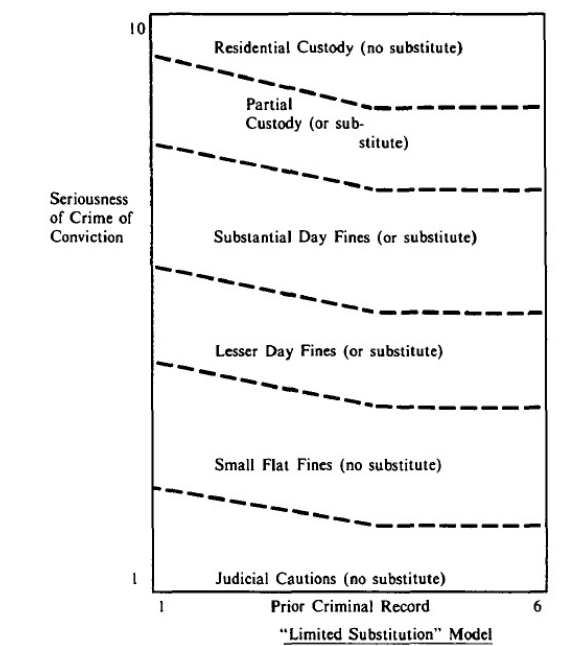 10
Residential Custody (no substitute)
Partial
Custody (or sub-
stitute)
Seriousness
of Crime of
Conviction
Substantial Day Fines (or substitute)
Lesser Day Fines (or substitute)
Small Flat Fines (no substitute)
1
Judicial Cautions (no substitute)
1
Prior Criminal Record
6
"Limited Substitution" Model